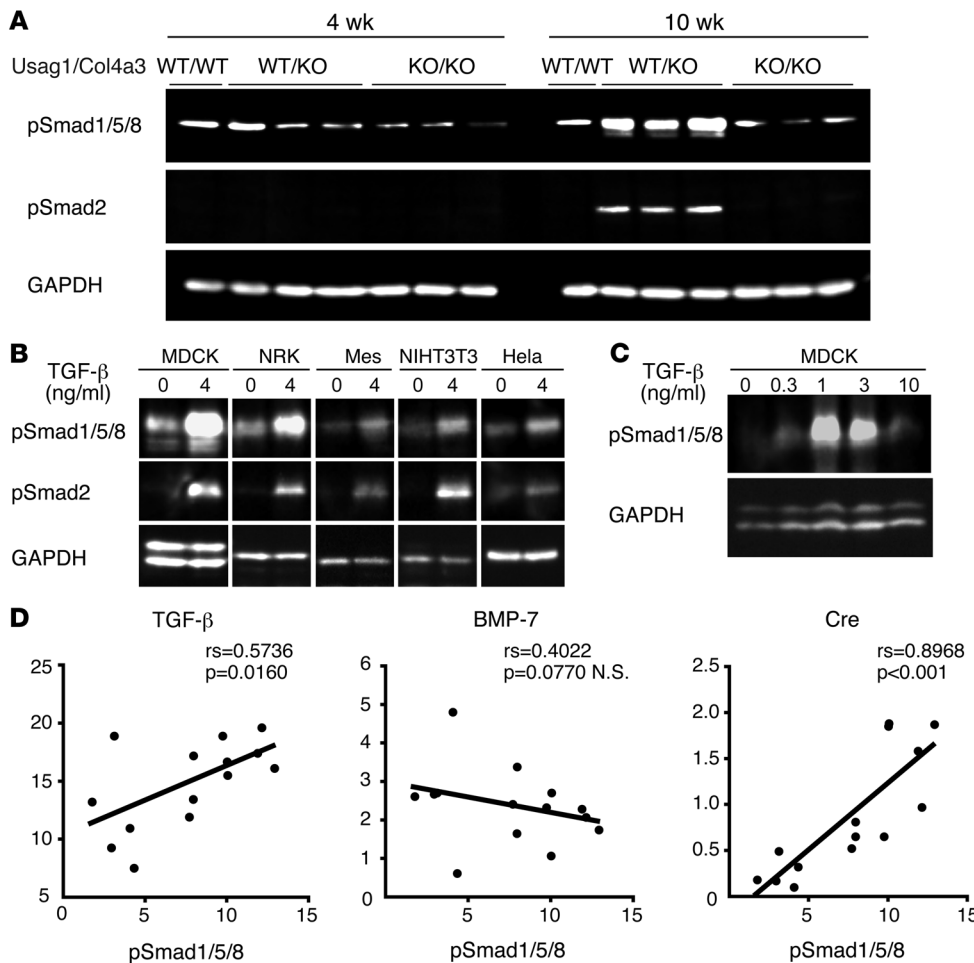 A
4 wk 10 wk
Usag1/Col4a3 WT/WT WT/KO KO/KO WT/WT WT/KO KO/KO
pSmad1/5/8
pSmad2
GAPDH
B
TGF-β
(ng/ml)
MDCK NRK Mes NIHT3T3 Hela
0 4 0 4 0 4 0 4 0 4
pSmad1/5/8
pSmad2
GAPDH
C
TGF-β
(ng/ml)
MDCK
0 0.3 1 3 10
pSmad1/5/8
GAPDH
D
TGF-β
rs=0.5736
p=0.0160
25
20
15
10
5
0 5 10 15
pSmad1/5/8
BMP-7
rs=0.4022
p=0.0770 N.S.
6
5
4
3
2
1
0
0 5 10 15
pSmad1/5/8
Cre
rs=0.8968
p<0.001
2.0
1.5
1.0
0.5
0
0 5 10 15
pSmad1/5/8